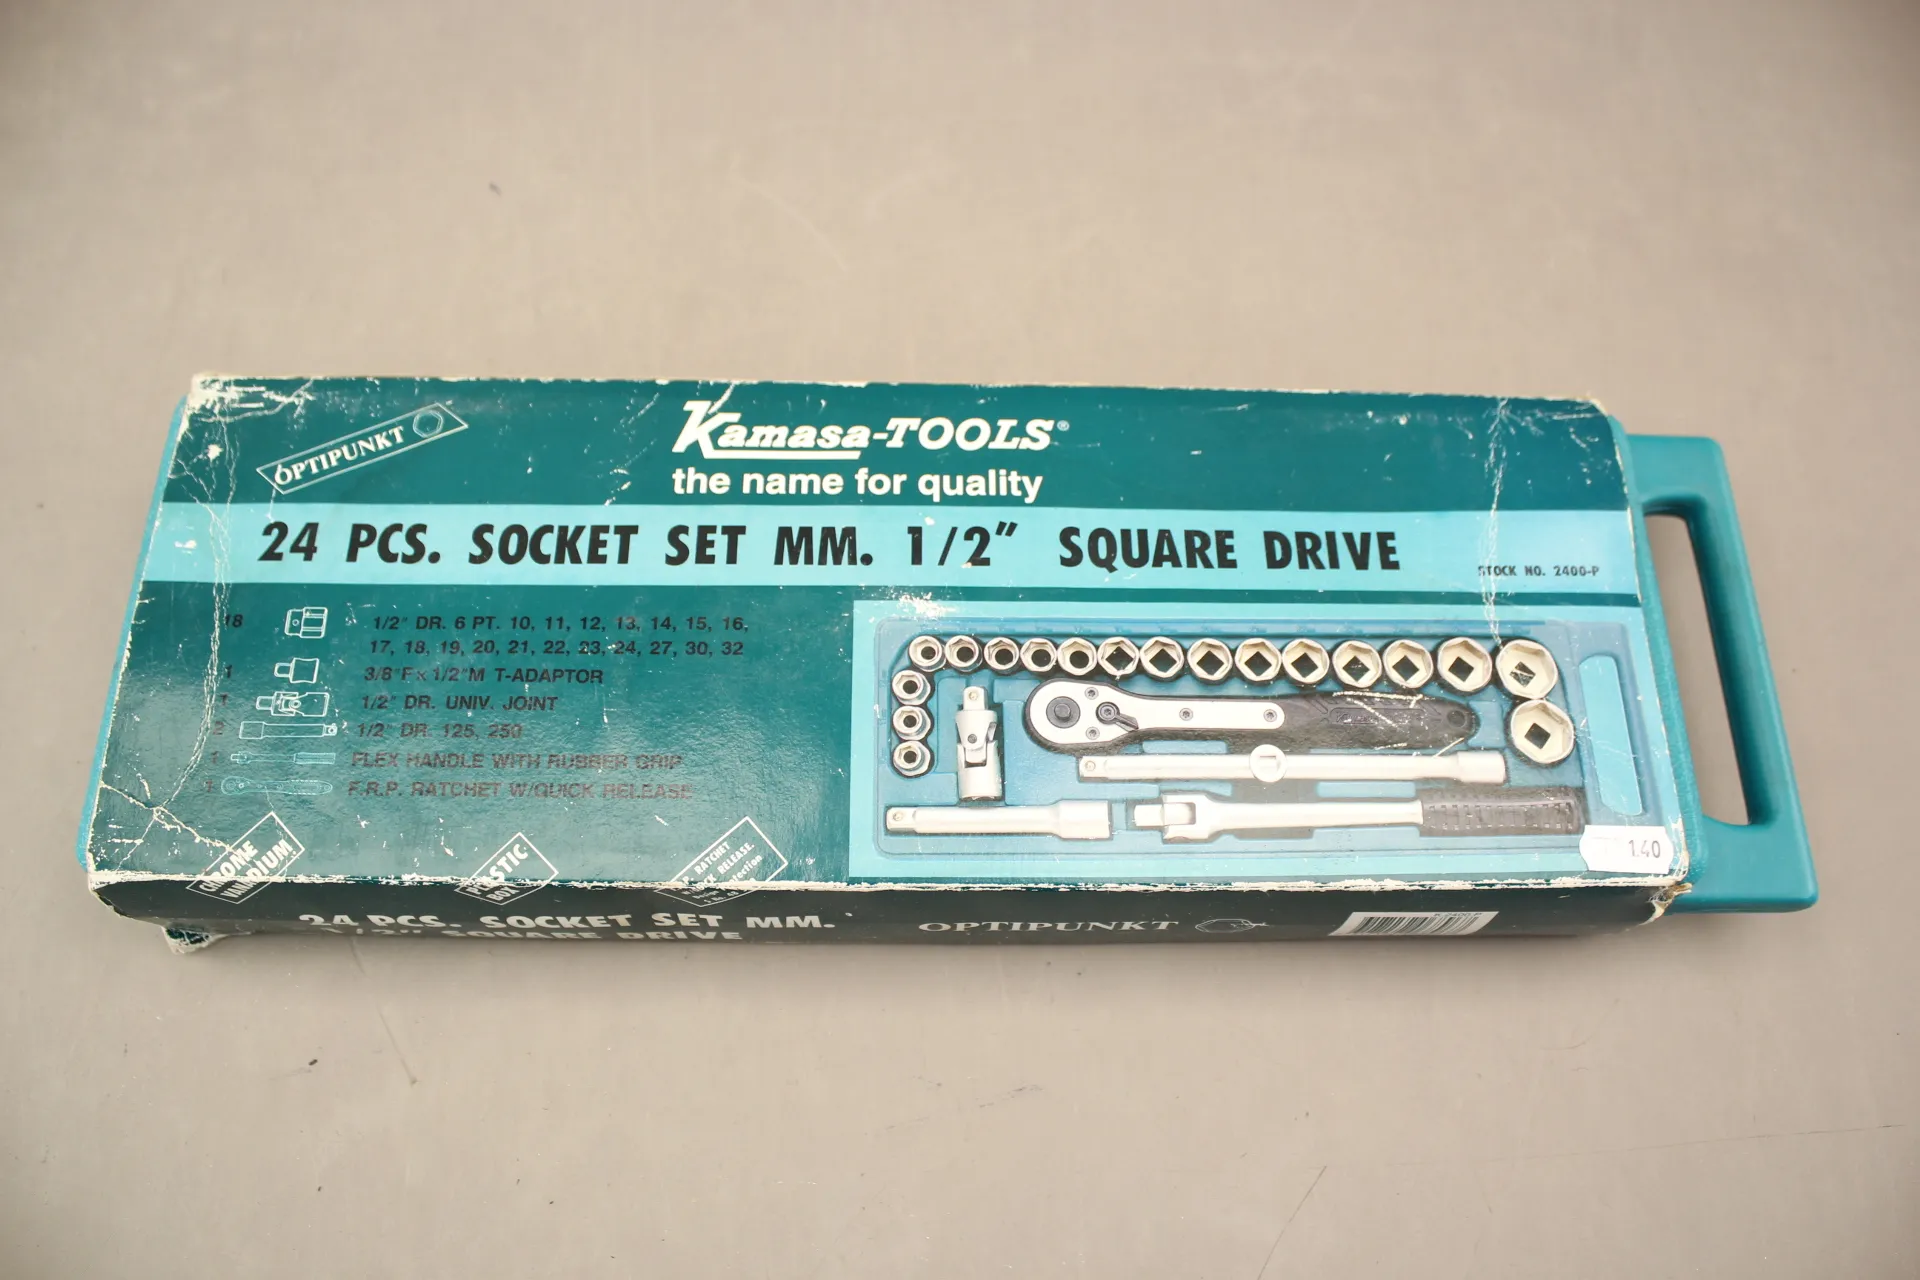 OPTIPUNKT
Kamasa-TOOLS®
the name for quality
24 PCS. SOCKET SET MM. 1/2" SQUARE DRIVE
STOCK NO. 2400-P
18 1/2" DR. 6 PT. 10, 11, 12, 13, 14, 15, 16,
17, 18, 19, 20, 21, 22, 23, 24, 27, 30, 32
1 3/8"F x 1/2"M T-ADAPTOR
1 1/2" DR. UNIV. JOINT
2 1/2" DR. 125, 250
1 FLEX HANDLE WITH RUBBER GRIP
1 F.R.P. RATCHET W/QUICK RELEASE
CHROME
VANADIUM
PLASTIC
BOX
RATCHET
RELEASE.
140
24 PCS. SOCKET SET MM.
1/2" SQUARE DRIVE
OPTIPUNKT
K 2400-P